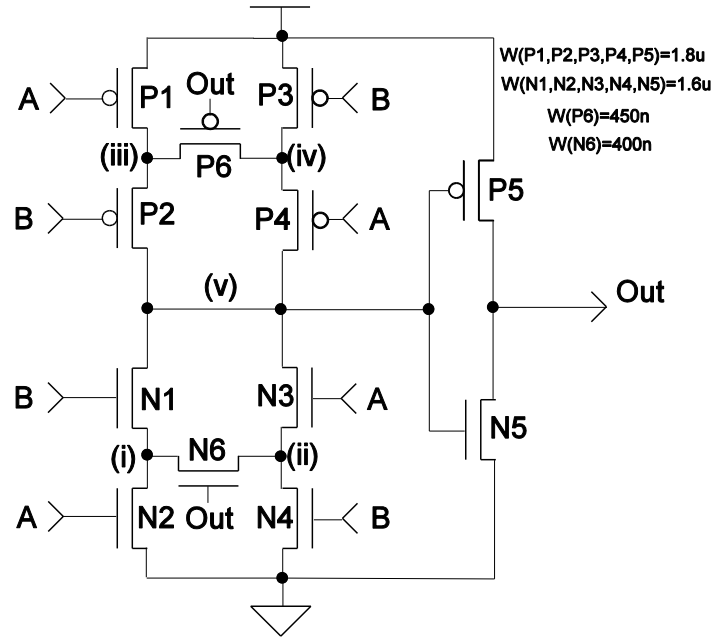 W(P1,P2,P3,P4,P5)=1.8u
W(N1,N2,N3,N4,N5)=1.6u
W(P6)=450n
W(N6)=400n
A P1 Out P3 B
(iii) P6 (iv)
B P2 P4 A P5
(v) Out
B N1 N3 A
(i) N6 (ii) N5
A N2 Out N4 B